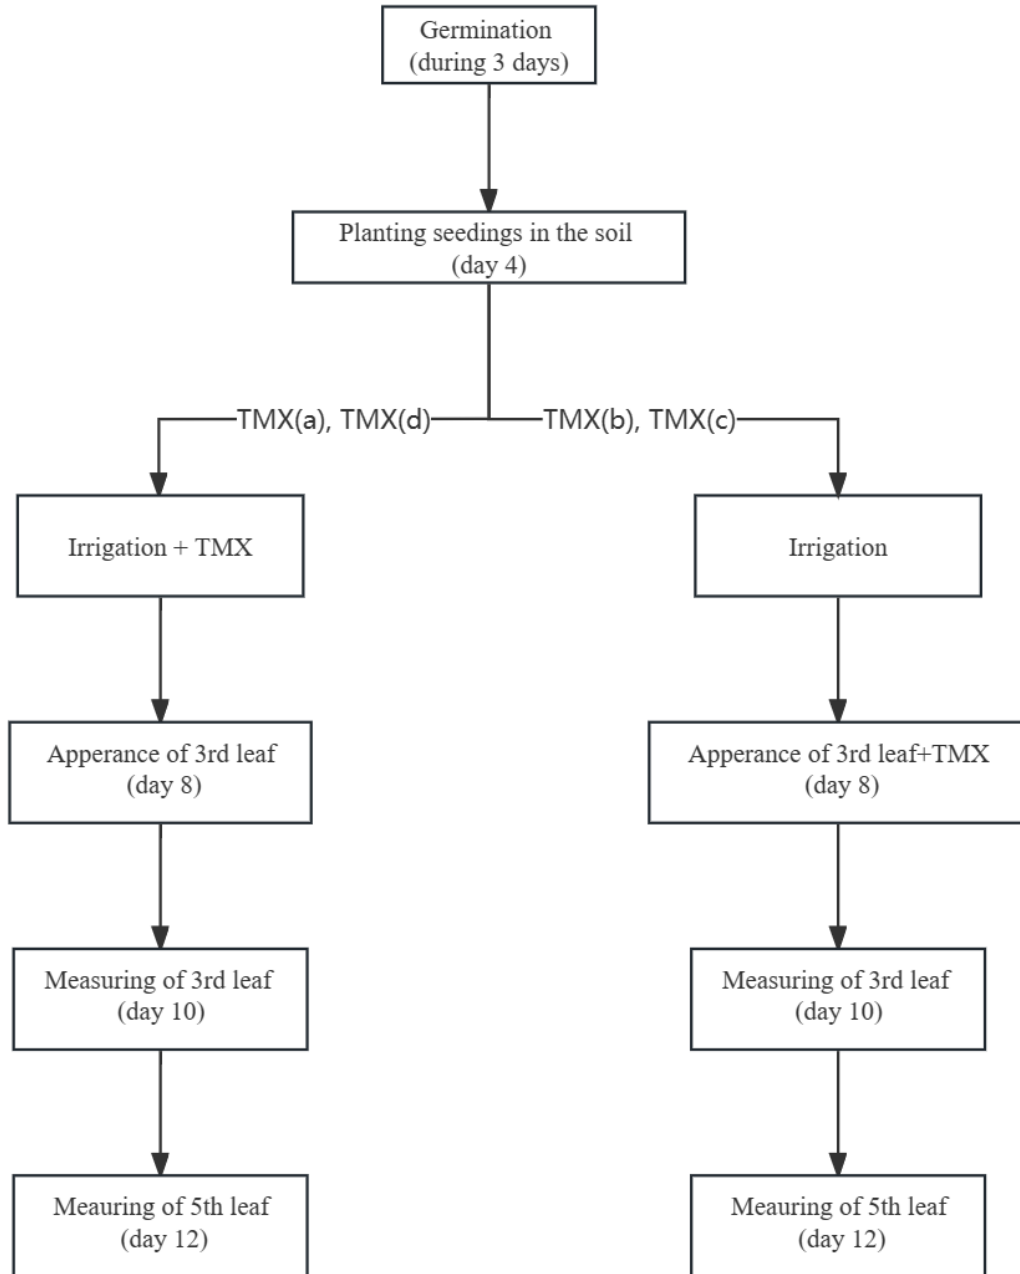 Germination
(during 3 days)
Planting seedings in the soil
(day 4)
TMX(a), TMX(d)
TMX(b), TMX(c)
Irrigation + TMX
Irrigation
Apperance of 3rd leaf
(day 8)
Apperance of 3rd leaf+TMX
(day 8)
Measuring of 3rd leaf
(day 10)
Measuring of 3rd leaf
(day 10)
Meauring of 5th leaf
(day 12)
Meauring of 5th leaf
(day 12)